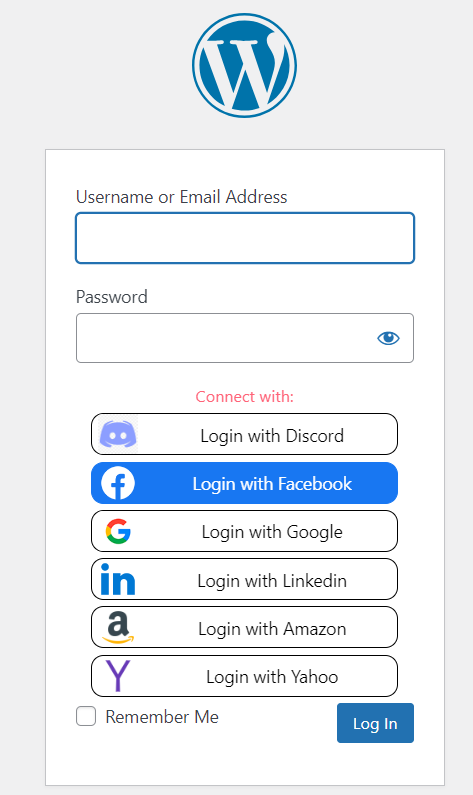 Username or Email Address
Password
Connect with:
Login with Discord
Login with Facebook
Login with Google
Login with Linkedin
Login with Amazon
Login with Yahoo
Remember Me
Log In